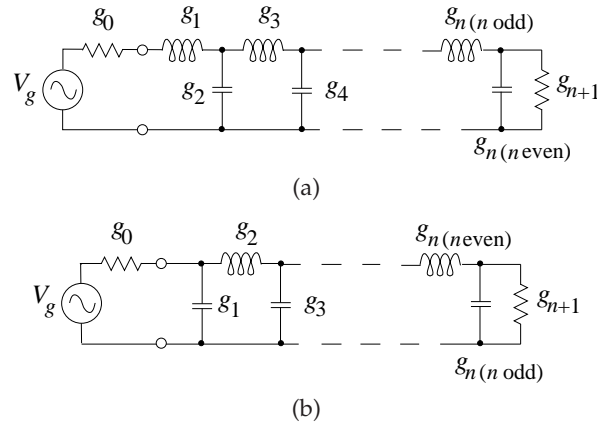 g0 g1 g3 gn(n odd)
Vg g2 g4 gn+1
gn(n even)
(a)
g0 g2 gn(n even)
Vg g1 g3 gn+1
gn(n odd)
(b)